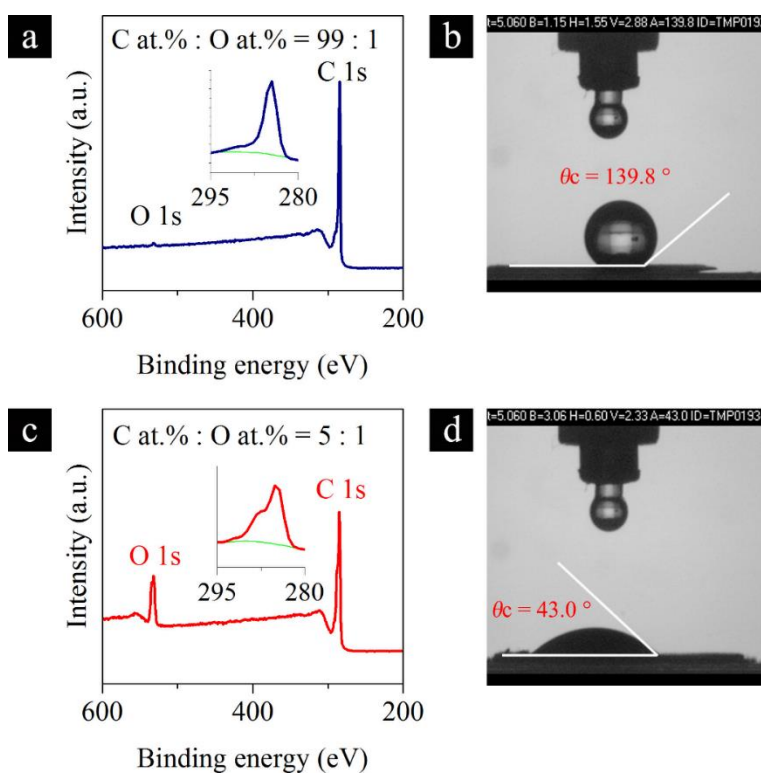 a
C at.% : O at.% = 99 : 1
C 1s
O 1s
295
280
Intensity (a.u.)
600
400
200
Binding energy (eV)
b
t=5.060 B=1.15 H=1.55 V=2.88 A=139.8 ID=TMP0193
θc = 139.8 °
c
C at.% : O at.% = 5 : 1
C 1s
O 1s
295
280
Intensity (a.u.)
600
400
200
Binding energy (eV)
d
t=5.060 B=3.06 H=0.60 V=2.33 A=43.0 ID=TMP0193
θc = 43.0 °